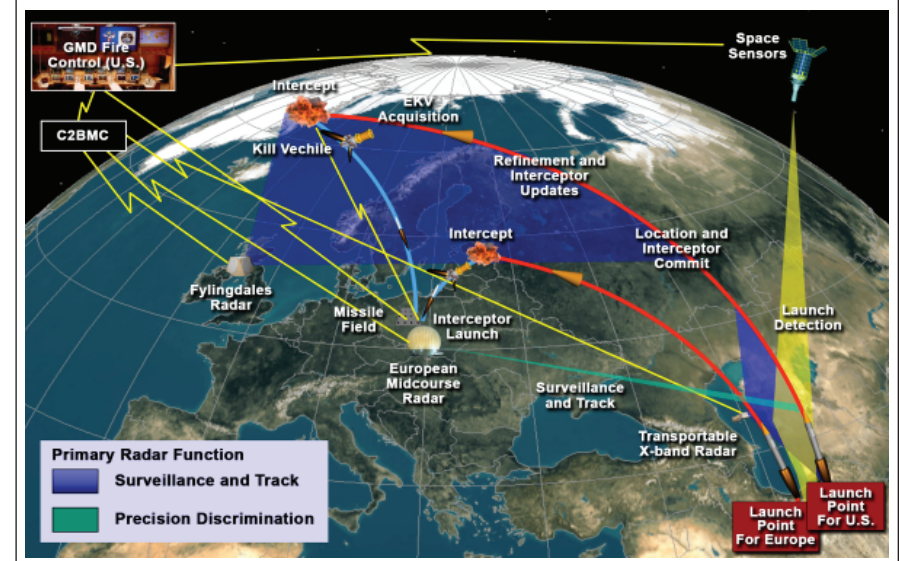 GMD Fire
Control (U.S.)
Space
Sensors
Intercept
EKV
Acquisition
C2BMC
Kill Vechile
Refinement and
Interceptor
Updates
Intercept
Location and
Interceptor
Commit
Fylingdales
Radar
Missile
Field
Interceptor
Launch
Launch
Detection
European
Midcourse
Radar
Surveillance
and Track
Transportable
X-band Radar
Primary Radar Function
Surveillance and Track
Precision Discrimination
Launch
Point
For Europe
Launch
Point
For U.S.